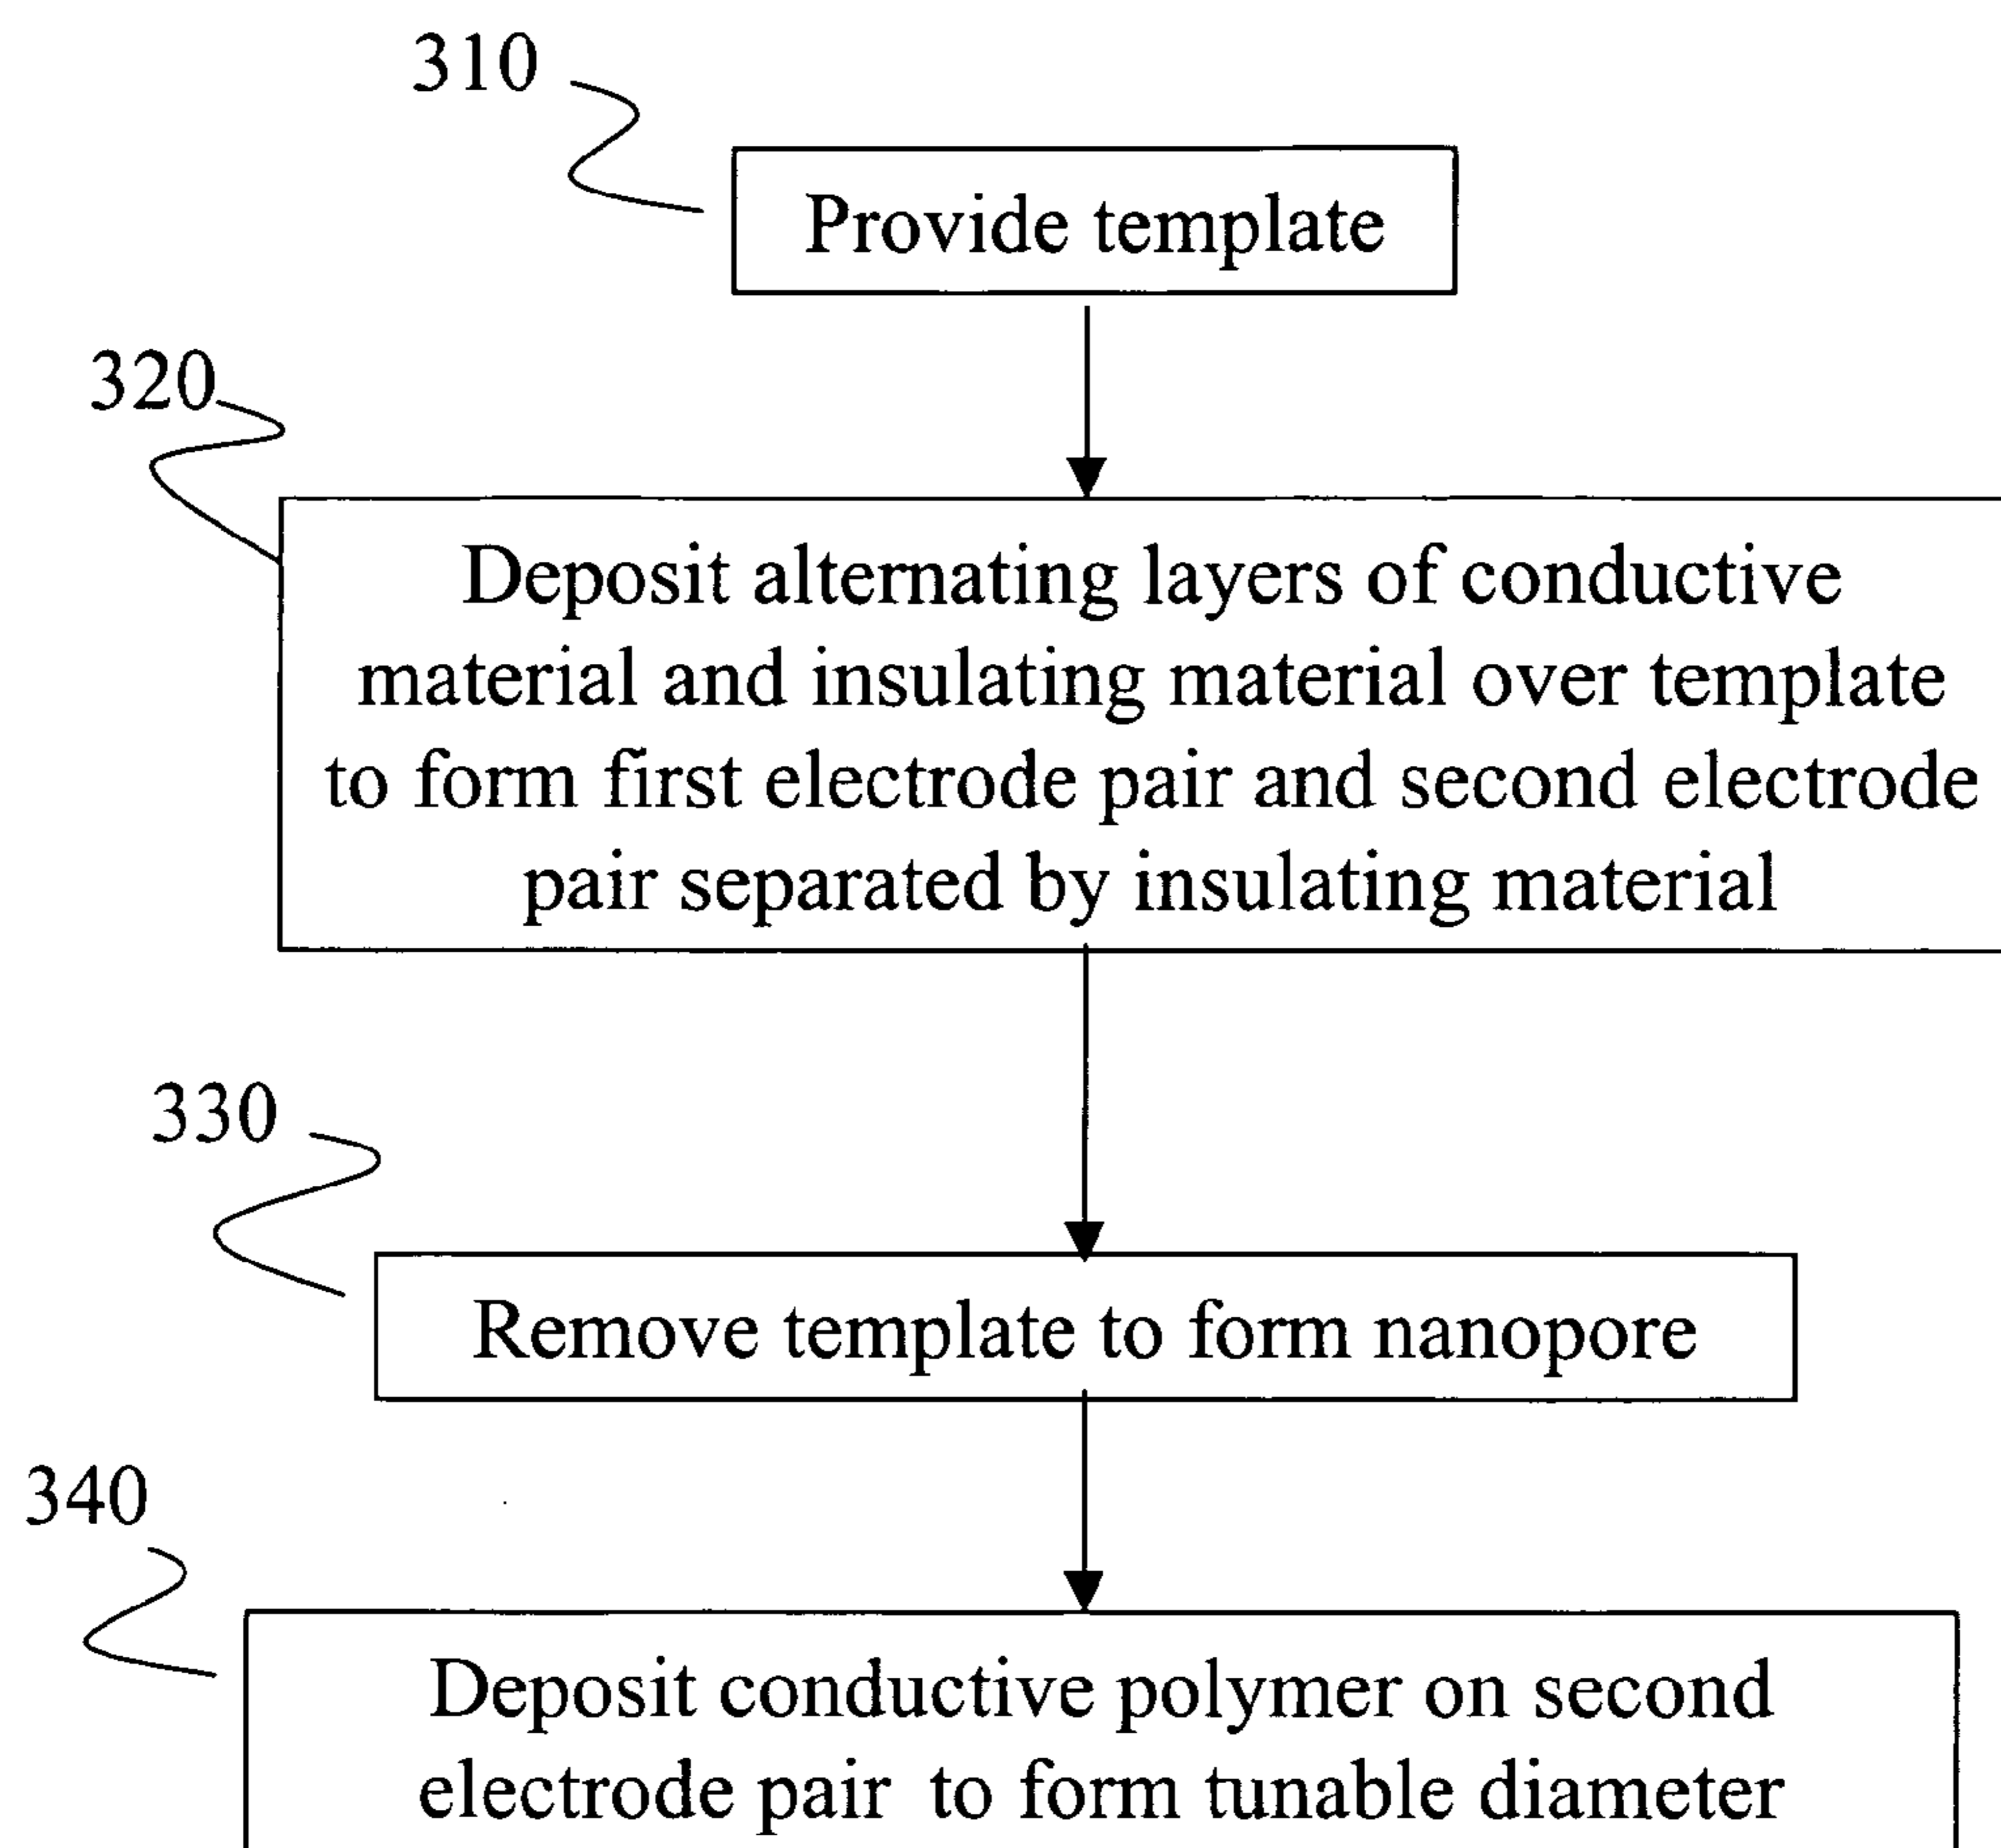 310
Provide template
320
Deposit alternating layers of conductive
material and insulating material over template
to form first electrode pair and second electrode
pair separated by insulating material
330
Remove template to form nanopore
340
Deposit conductive polymer on second
electrode pair to form tunable diameter